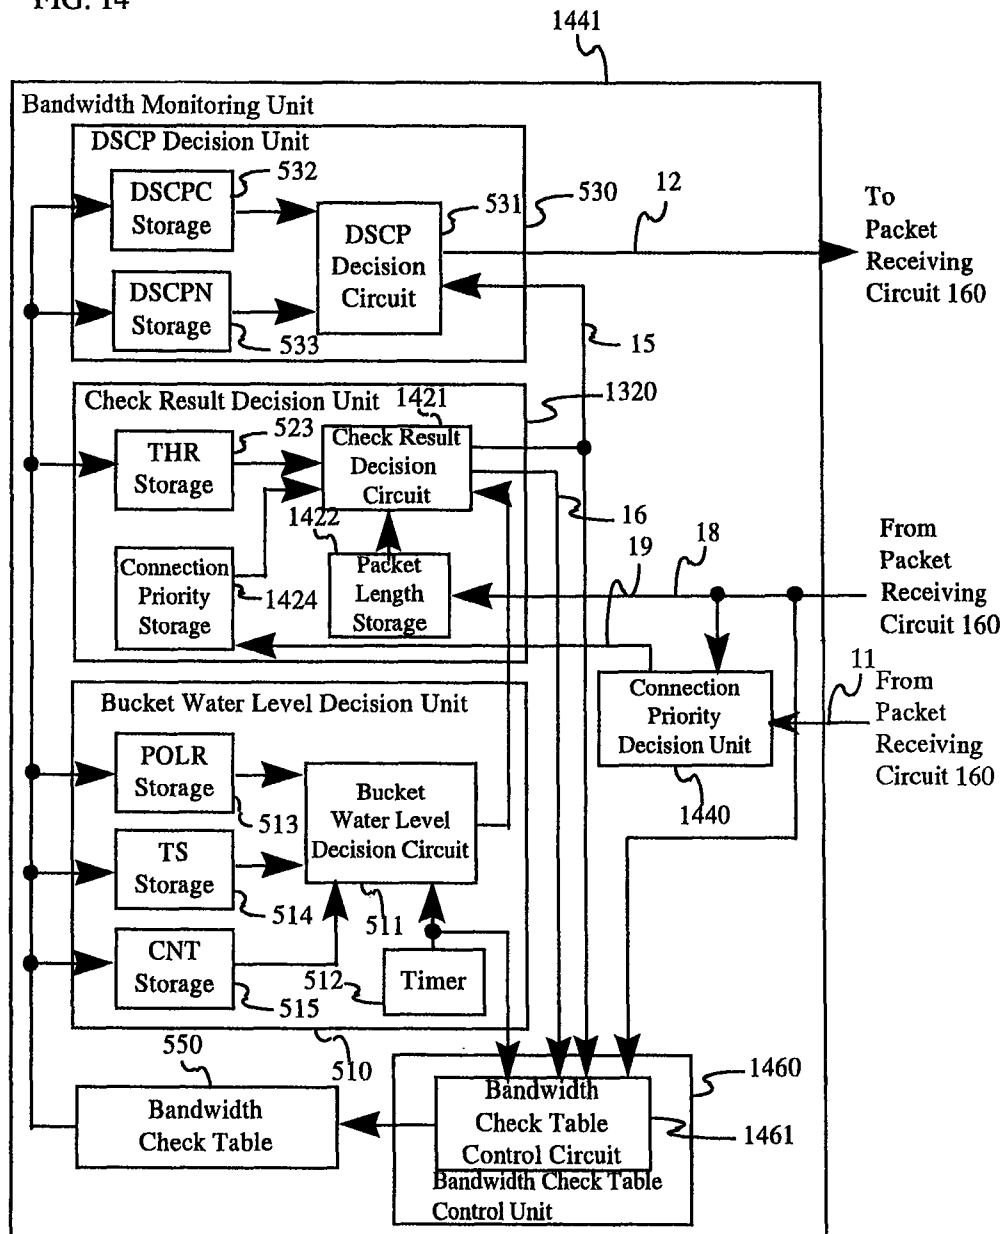 FIG. 14
1441
Bandwidth Monitoring Unit
DSCP Decision Unit
DSCPC
Storage
532
DSCPN
Storage
533
DSCP
Decision
Circuit
531
530
12
To
Packet
Receiving
Circuit 160
15
Check Result Decision Unit
1421
1320
THR
Storage
523
Check Result
Decision
Circuit
1422
16
Connection
Priority
Storage
1424
Packet
Length
Storage
19
18
From
Packet
Receiving
Circuit 160
11
From
Packet
Receiving
Circuit 160
Connection
Priority
Decision Unit
1440
Bucket Water Level Decision Unit
POLR
Storage
513
TS
Storage
514
CNT
Storage
515
Bucket
Water Level
Decision Circuit
511
512
Timer
510
550
Bandwidth
Check Table
1460
Bandwidth
Check Table
Control Circuit
1461
Bandwidth Check Table
Control Unit